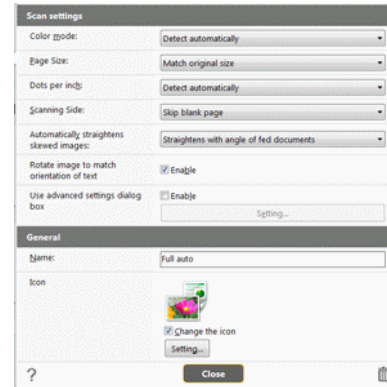 Scan settings
Color mode: Detect automatically
Page Size: Match original size
Dots per inch: Detect automatically
Scanning Side: Skip blank page
Automatically straightens
skewed images: Straightens with angle of fed documents
Rotate image to match
orientation of text Enable
Use advanced settings dialog
box Enable
Setting...
General
Name: Full auto
Icon
Change the icon
Setting...
? Close